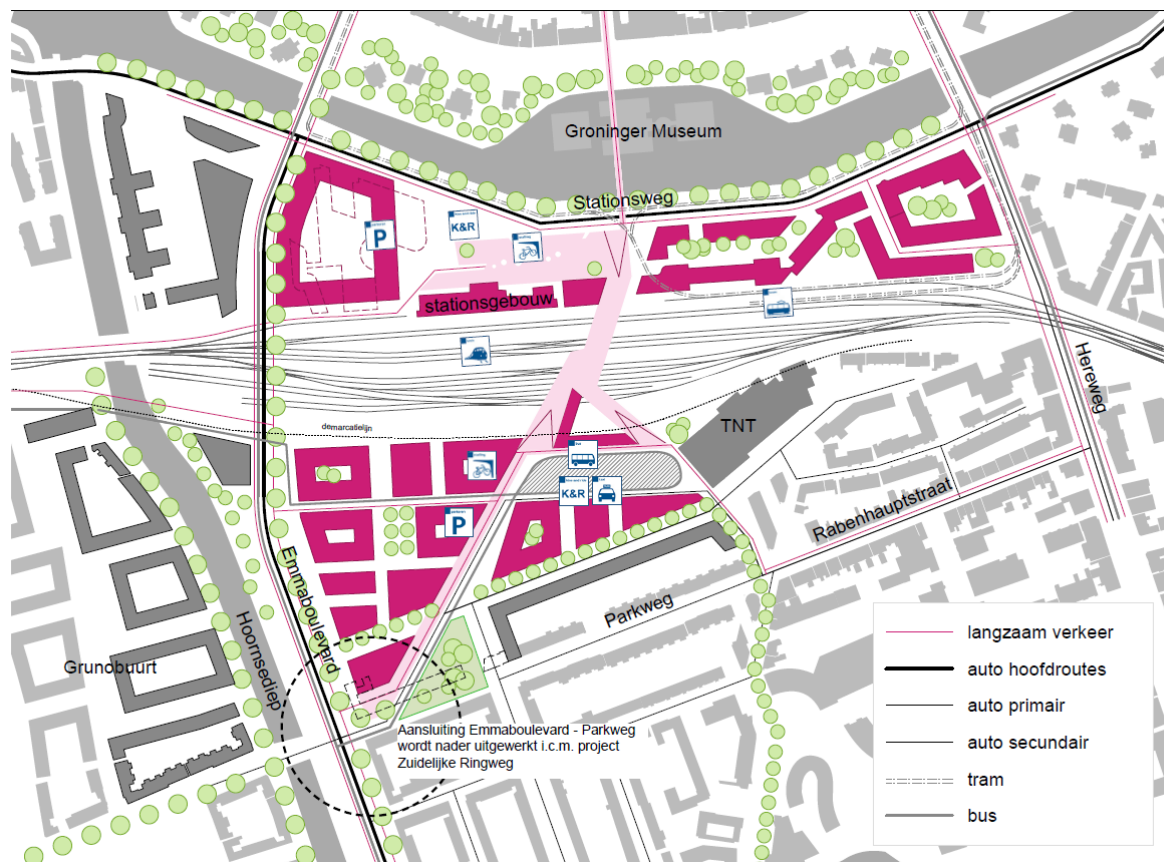 Groninger Museum
Stationsweg
P
K&R
stationsgebouw
Hereweg
TNT
demarcatielijn
K&R
P
Rabenhauptstraat
Emmaboulevard
Hoornsediep
Parkweg
Grunobuurt
Aansluiting Emmaboulevard - Parkweg
wordt nader uitgewerkt i.c.m. project
Zuidelijke Ringweg
langzaam verkeer
auto hoofdroutes
auto primair
auto secundair
tram
bus